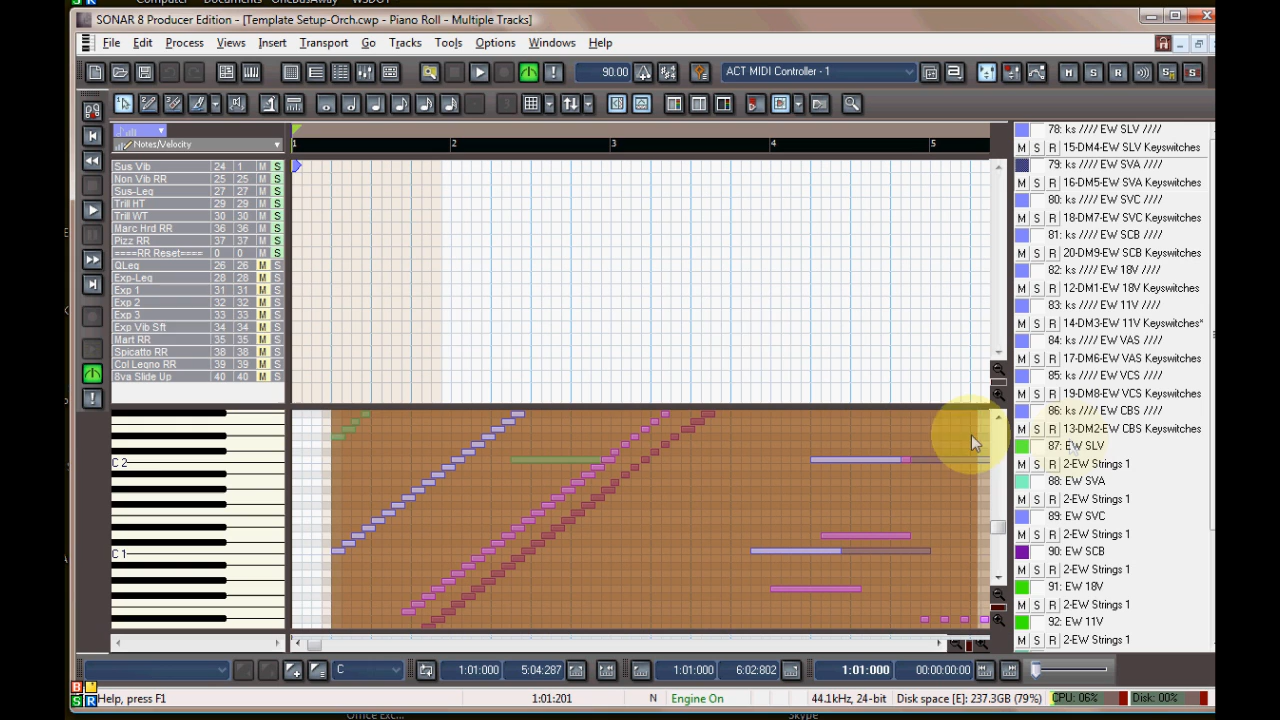 Computer Documents OneBusAway WSDOT
SONAR 8 Producer Edition - [Template Setup-Orch.cwp - Piano Roll - Multiple Tracks]
File Edit Process Views Insert Transport Go Tracks Tools Options Windows Help
90.00 ACT MIDI Controller - 1
Notes/Velocity
1 2 3 4 5
Sus Vib 24 1 M S
Non Vib RR 25 25 M S
Sus-Leg 27 27 M S
Trill HT 29 29 M S
Trill WT 30 30 M S
Marc Hrd RR 36 36 M S
Pizz RR 37 37 M S
====RR Reset==== 0 0 M S
QLeg 26 26 M S
Exp-Leg 28 28 M S
Exp 1 31 31 M S
Exp 2 32 32 M S
Exp 3 33 33 M S
Exp Vib Sft 34 34 M S
Mart RR 35 35 M S
Spicatto RR 38 38 M S
Col Legno RR 39 39 M S
8va Slide Up 40 40 M S
C 2
C 1
78: ks //// EW SLV ////
M S R 15-DM4-EW SLV Keyswitches
79: ks //// EW SVA ////
M S R 16-DM5-EW SVA Keyswitches
80: ks //// EW SVC ////
M S R 18-DM7-EW SVC Keyswitches
81: ks //// EW SCB ////
M S R 20-DM9-EW SCB Keyswitches
82: ks //// EW 18V ////
M S R 12-DM1-EW 18V Keyswitches
83: ks //// EW 11V ////
M S R 14-DM3-EW 11V Keyswitches*
84: ks //// EW VAS ////
M S R 17-DM6-EW VAS Keyswitches
85: ks //// EW VCS ////
M S R 19-DM8-EW VCS Keyswitches
86: ks //// EW CBS ////
M S R 13-DM2-EW CBS Keyswitches
87: EW SLV
M S R 2-EW Strings 1
88: EW SVA
M S R 2-EW Strings 1
89: EW SVC
M S R 2-EW Strings 1
90: EW SCB
M S R 2-EW Strings 1
91: EW 18V
M S R 2-EW Strings 1
92: EW 11V
M S R 2-EW Strings 1
C 1:01:000 5:04:287 1:01:000 6:02:802 1:01:000 00:00:00:00
Help, press F1 1:01:201 N Engine On 44.1kHz, 24-bit Disk space [E]: 237.3GB (79%) CPU: 06% Disk: 00%
Office Exc... Skype